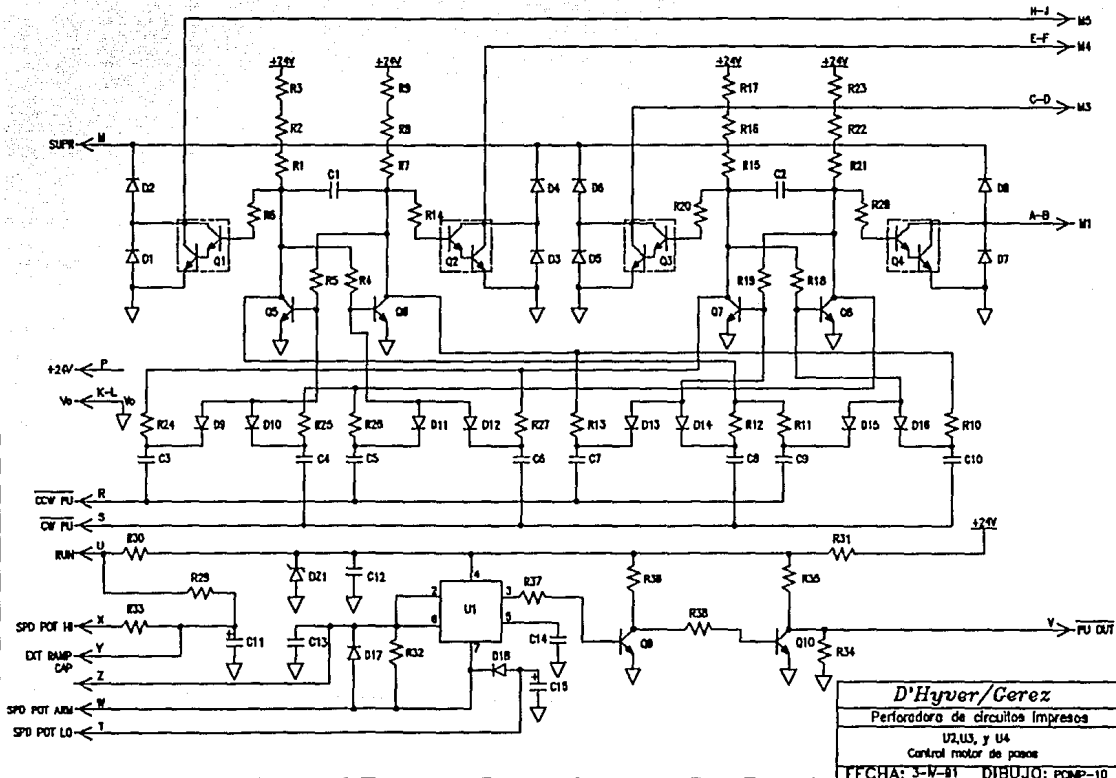 H-J
M5
E-F
M4
+24V
+24V
+24V
+24V
R3
R9
R17
R23
C-D
M3
R2
R8
R16
R22
SUPR
M
R1
R7
R15
R21
D2
C1
D4
D6
C2
D8
R6
R14
R20
R28
A-B
M1
D1
Q1
Q2
D3
D5
Q3
Q4
D7
R5
R4
R19
R18
Q5
Q7
+24V
P
Vo
K-L
Vo
R24
D9
D10
R25
R26
D11
D12
R27
R13
D13
D14
R12
R11
D15
D16
R10
C3
C4
C5
C6
C7
C8
C9
C10
CCW PU
R
CW PU
S
+24V
RUN
U
R30
R31
R29
DZ1
C12
4
2
3
R37
R36
R35
U1
SPD POT HI
X
R33
6
5
R38
C11
C13
D17
R32
C14
Q9
Q10
V
PU OUT
EXT RAMP
Y
7
R34
CAP
Z
D18
C15
SPD POT ARM
W
SPD POT LO
T
D'Hyver/Gerez
Perforadora de circuitos impresos
U2,U3, y U4
Control motor de pasos
FECHA: 3-IV-91 DIBUJO: POMP-10